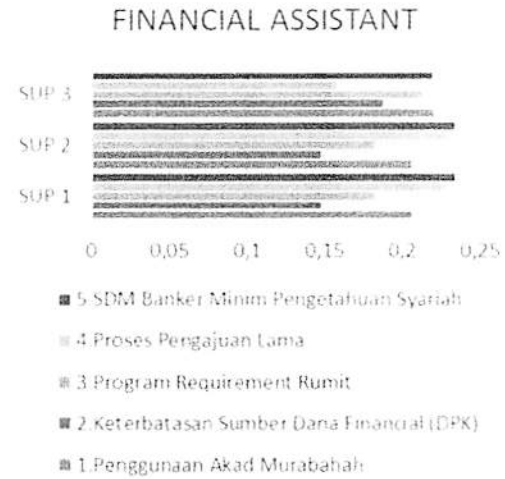 FINANCIAL ASSISTANT
SUP 3
SUP 2
SUP 1
0 0,05 0,1 0,15 0,2 0,25
5 SDM Banker Minim Pengetahuan Syariah
4 Proses Pengajuan Lama
3 Program Requirement Rumit
2.Keterbatasan Sumber Dana Financial (DPK)
1.Penggunaan Akad Murabahah